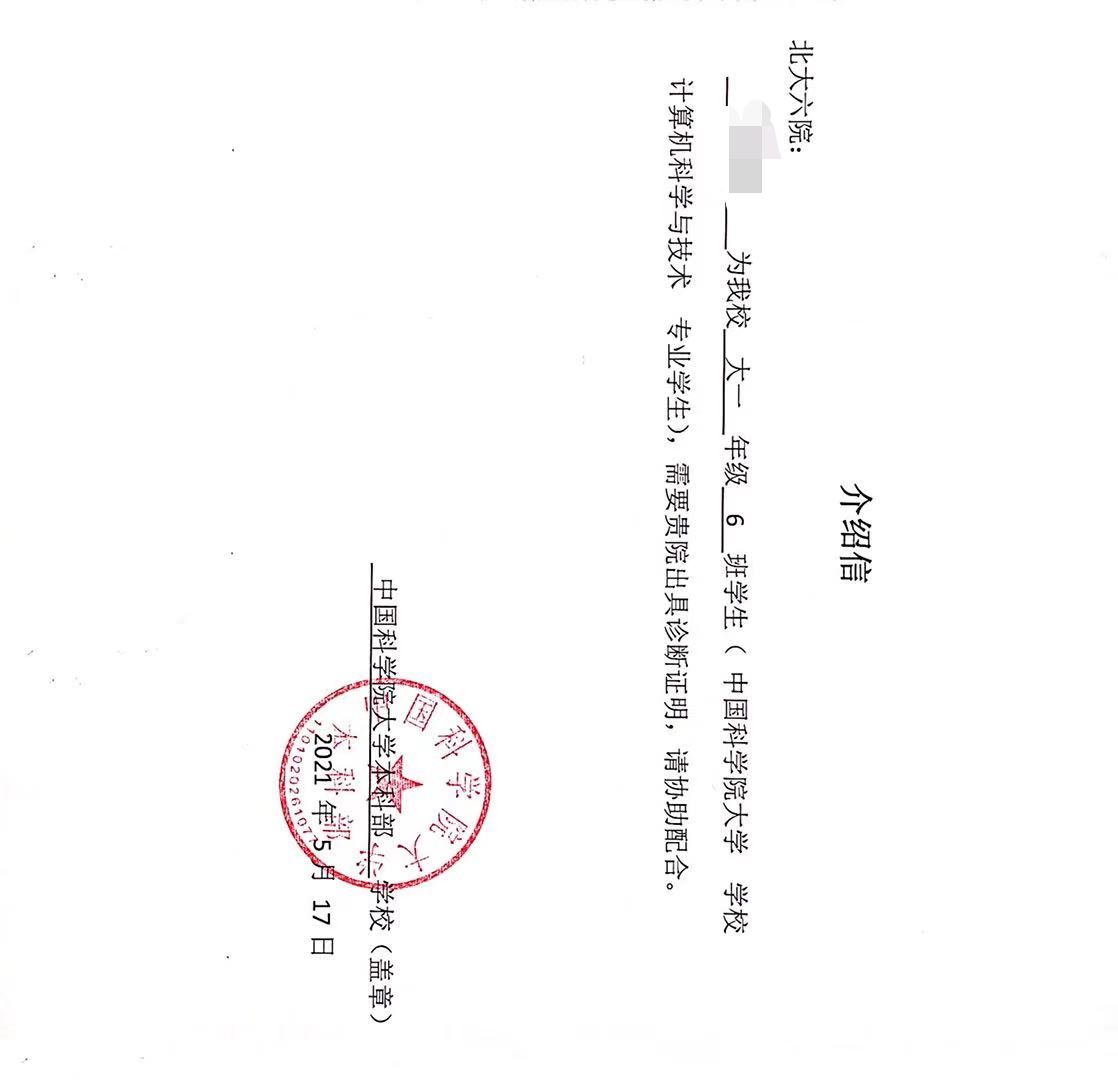 介绍信
北大六院：
为我校 大一 年级 6 班学生（ 中国科学院大学 学校
计算机科学与技术 专业学生），需要贵院出具诊断证明，请协助配合。
中国科学院大学本科部 学校（盖章）
2021 年 5 月 17 日
中国科学院大学
本科部